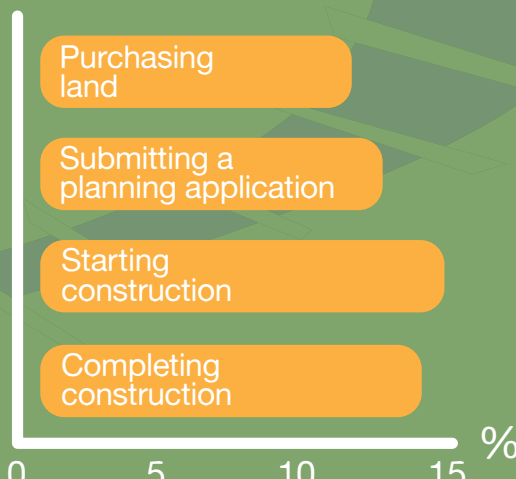 Purchasing
land
Submitting a
planning application
Starting
construction
Completing
construction
%
0 5 10 15